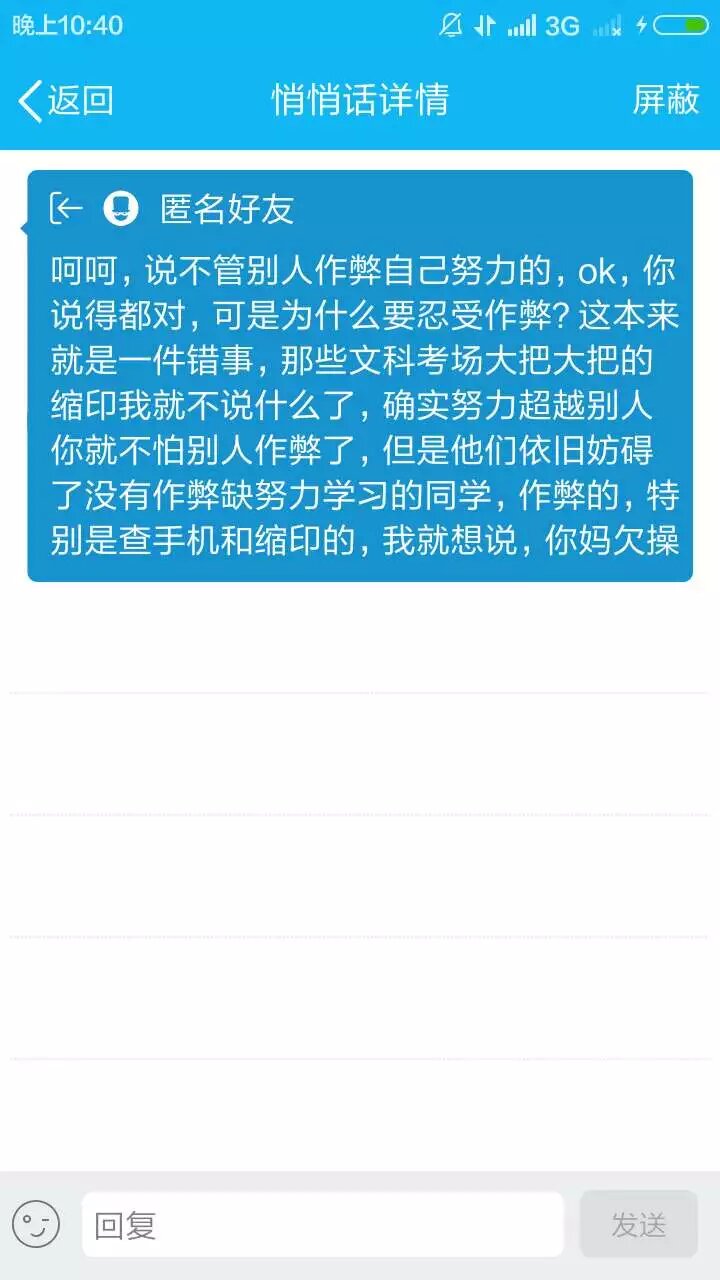 晚上10:40
3G
返回
悄悄话详情
屏蔽
匿名好友
呵呵，说不管别人作弊自己努力的，ok，你
说得都对，可是为什么要忍受作弊？这本来
就是一件错事，那些文科考场大把大把的
缩印我就不说什么了，确实努力超越别人
你就不怕别人作弊了，但是他们依旧妨碍
了没有作弊缺努力学习的同学，作弊的，特
别是查手机和缩印的，我就想说，你妈欠操
回复
发送